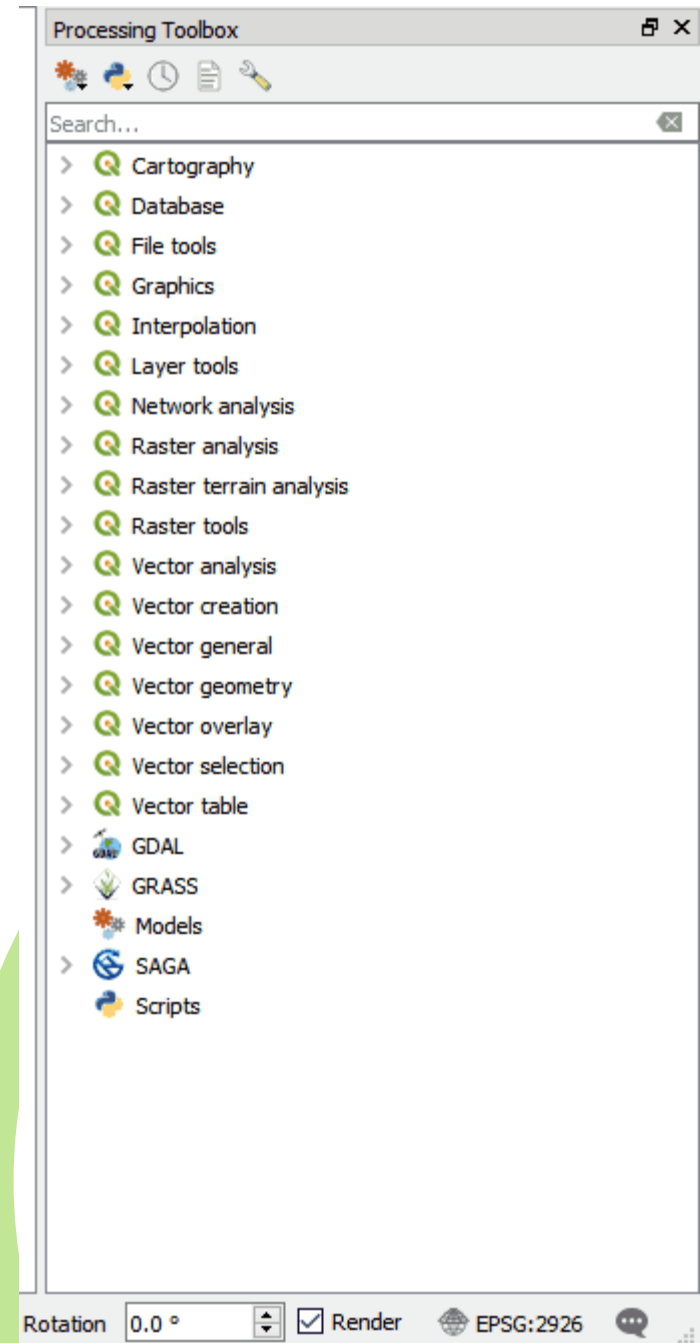 Processing Toolbox
Search...
Cartography
Database
File tools
Graphics
Interpolation
Layer tools
Network analysis
Raster analysis
Raster terrain analysis
Raster tools
Vector analysis
Vector creation
Vector general
Vector geometry
Vector overlay
Vector selection
Vector table
GDAL
GRASS
Models
SAGA
Scripts
Rotation 0.0 ° Render EPSG:2926